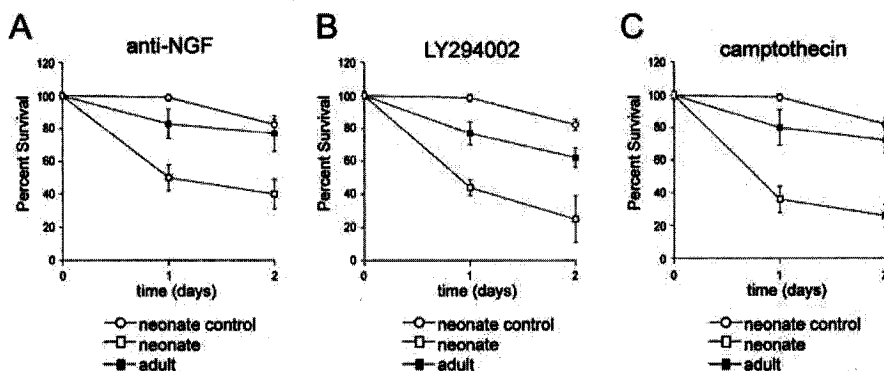 A
anti-NGF
Percent Survival
120
100
80
60
40
20
0
0
1
2
time (days)
neonate control
neonate
adult
B
LY294002
Percent Survival
120
100
80
60
40
20
0
0
1
2
time (days)
neonate control
neonate
adult
C
camptothecin
Percent Survival
120
100
80
60
40
20
0
0
1
2
time (days)
neonate control
neonate
adult